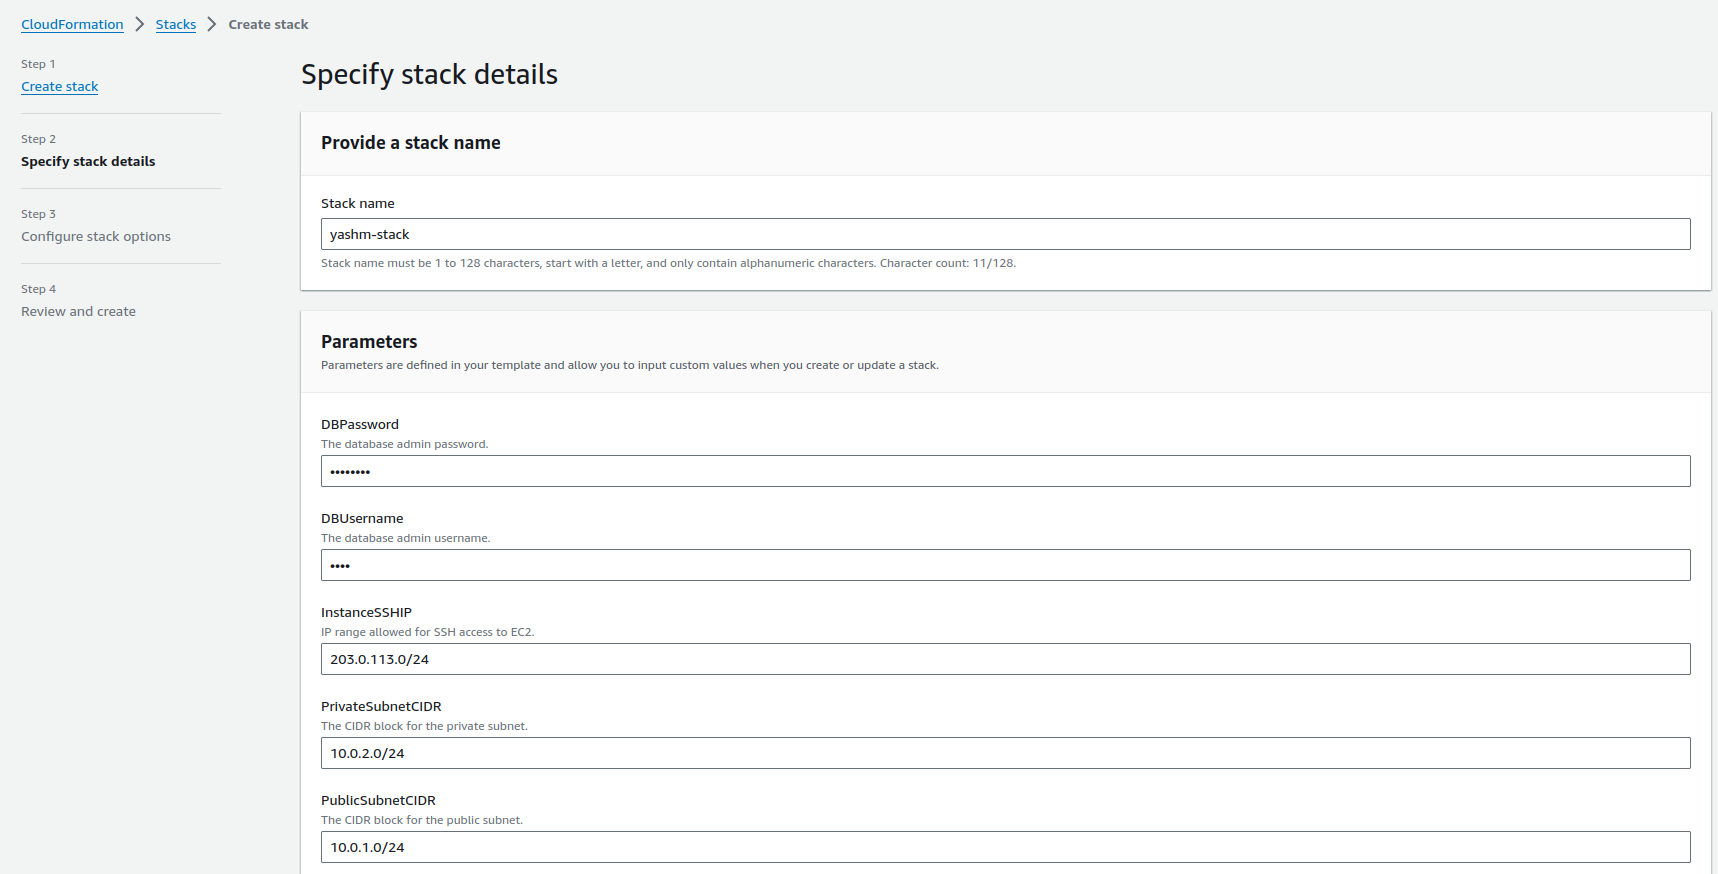 CloudFormation > Stacks > Create stack
Step 1
Create stack
Step 2
Specify stack details
Step 3
Configure stack options
Step 4
Review and create
Specify stack details
Provide a stack name
Stack name
yashm-stack
Stack name must be 1 to 128 characters, start with a letter, and only contain alphanumeric characters. Character count: 11/128.
Parameters
Parameters are defined in your template and allow you to input custom values when you create or update a stack.
DBPassword
The database admin password.
••••••••
DBUsername
The database admin username.
••••
InstanceSSHIP
IP range allowed for SSH access to EC2.
203.0.113.0/24
PrivateSubnetCIDR
The CIDR block for the private subnet.
10.0.2.0/24
PublicSubnetCIDR
The CIDR block for the public subnet.
10.0.1.0/24